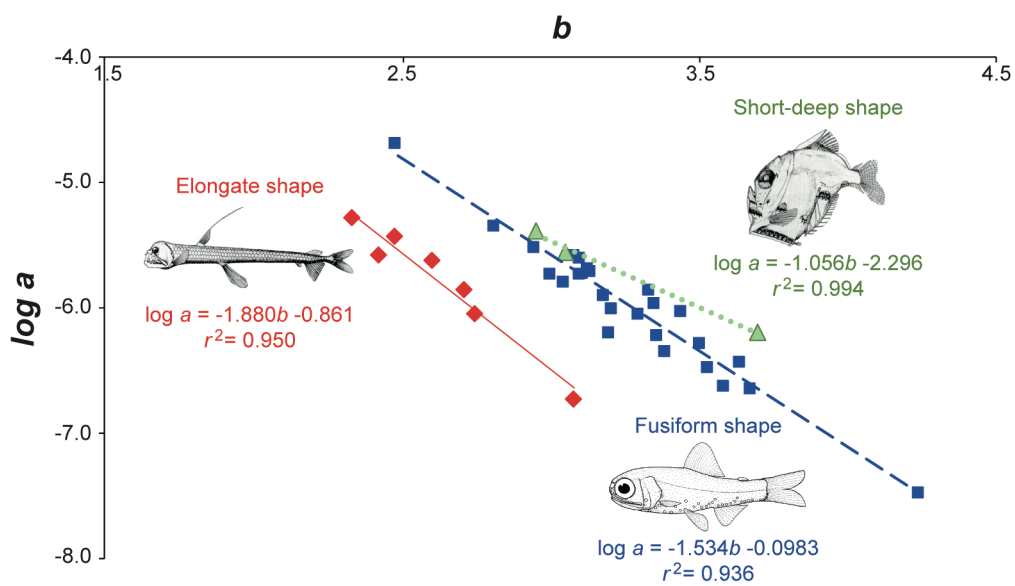 b
-4.0
1.5
2.5
3.5
4.5
Short-deep shape
-5.0
Elongate shape
log a
log a = -1.056b -2.296
r²= 0.994
-6.0
log a = -1.880b -0.861
r²= 0.950
-7.0
Fusiform shape
-8.0
log a = -1.534b -0.0983
r²= 0.936